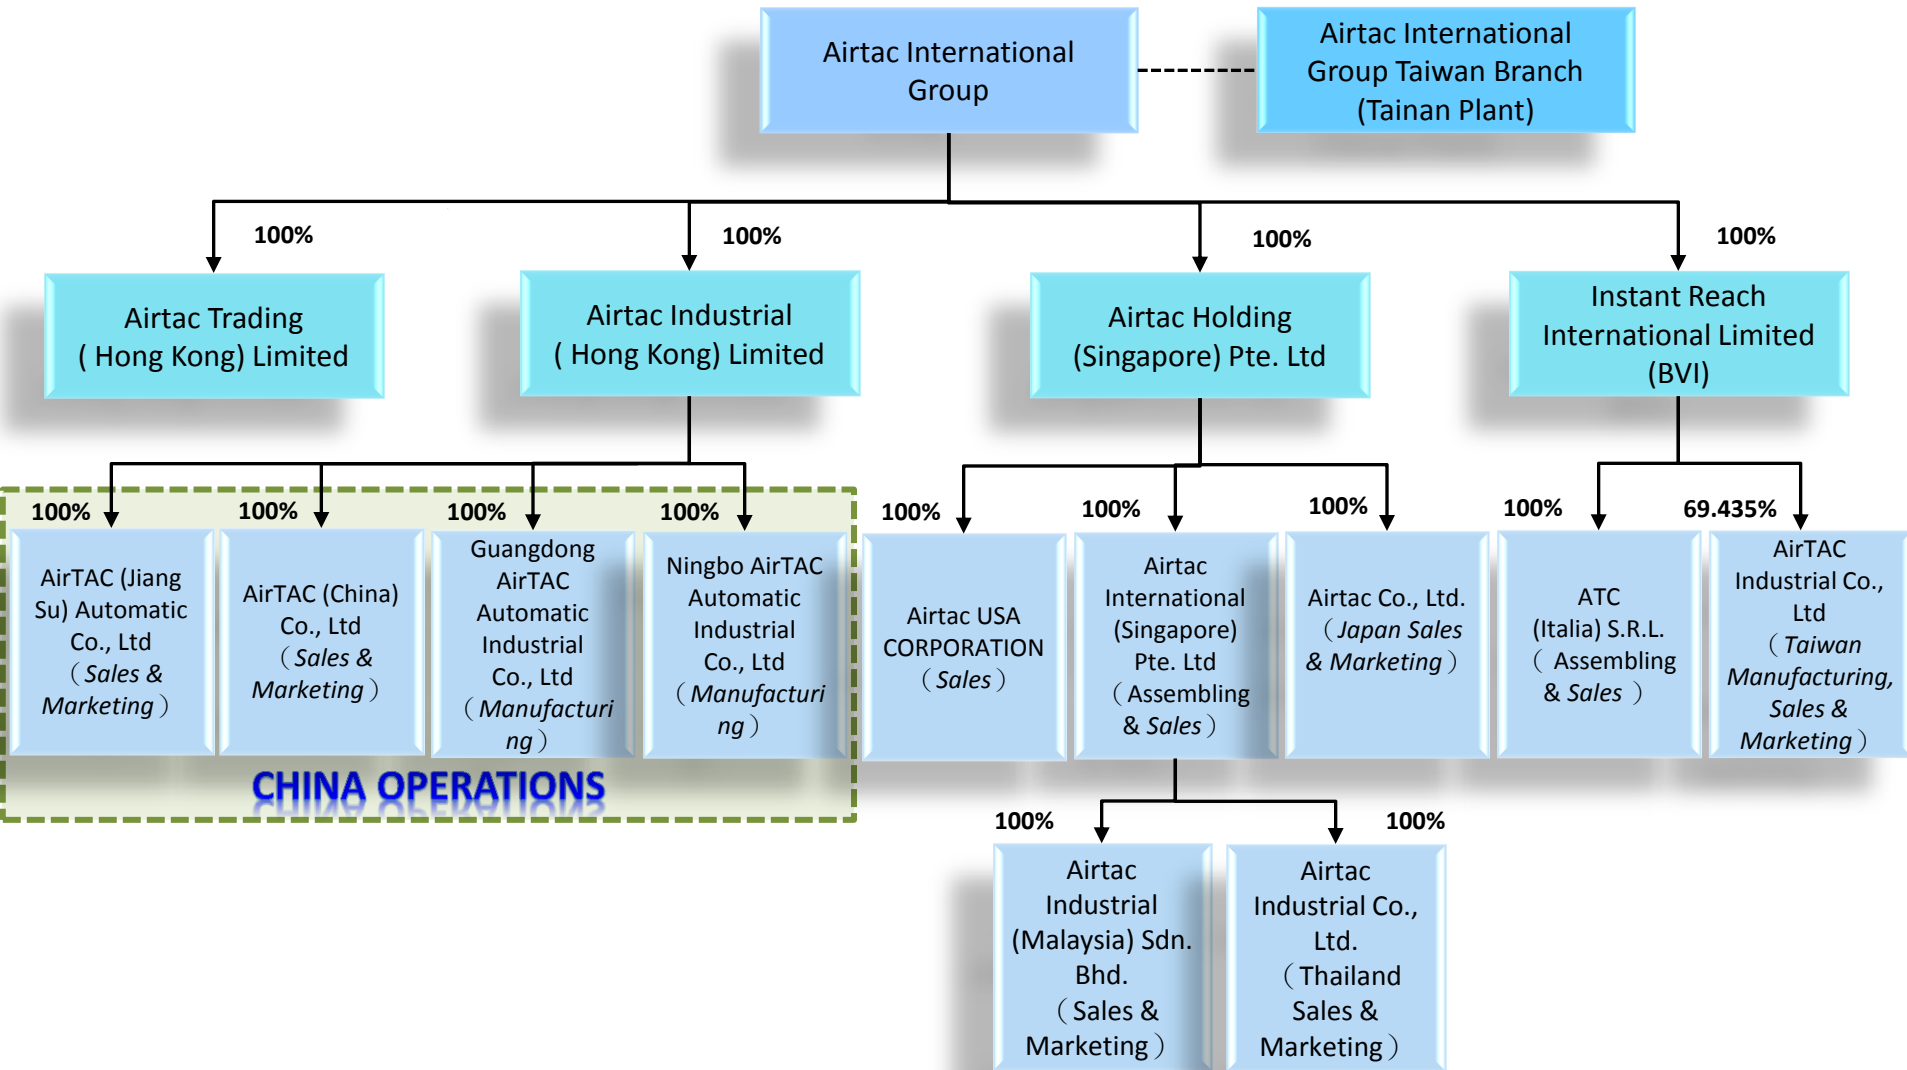 Airtac International
Group
Airtac International
Group Taiwan Branch
(Tainan Plant)
100%
100%
100%
100%
Airtac Trading
( Hong Kong) Limited
Airtac Industrial
( Hong Kong) Limited
Airtac Holding
(Singapore) Pte. Ltd
Instant Reach
International Limited
(BVI)
100%
100%
100%
100%
100%
100%
100%
100%
69.435%
AirTAC (Jiang
Su) Automatic
Co., Ltd
（Sales &
Marketing）
AirTAC (China)
Co., Ltd
（Sales &
Marketing）
Guangdong
AirTAC
Automatic
Industrial
Co., Ltd
（Manufacturi
ng）
Ningbo AirTAC
Automatic
Industrial
Co., Ltd
（Manufacturi
ng）
Airtac USA
CORPORATION
（Sales）
Airtac
International
(Singapore)
Pte. Ltd
（Assembling
& Sales）
Airtac Co., Ltd.
（Japan Sales
& Marketing）
ATC
(Italia) S.R.L.
（ Assembling
& Sales ）
AirTAC
Industrial Co.,
Ltd
（Taiwan
Manufacturing,
Sales &
Marketing）
CHINA OPERATIONS
100%
100%
Airtac
Industrial
(Malaysia) Sdn.
Bhd.
（Sales &
Marketing）
Airtac
Industrial Co.,
Ltd.
（Thailand
Sales &
Marketing）